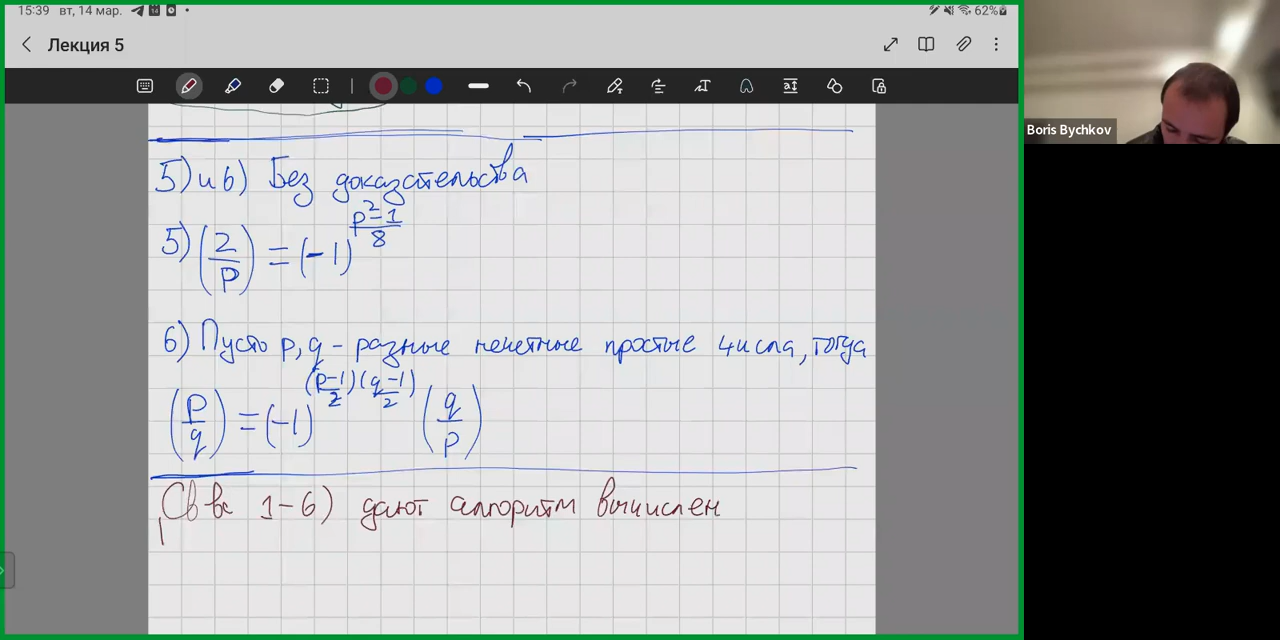 15:39 вт, 14 мар.
62%
Лекция 5
Boris Bychkov
5) и 6) Без доказательства
5) (2/p) = (-1)^((p²-1)/8)
6) Пусть p, q - разные нечетные простые числа, тогда
(p/q) = (-1)^(((p-1)/2)((q-1)/2)) (q/p)
Св-ва 1-6) дают алгоритм вычислен